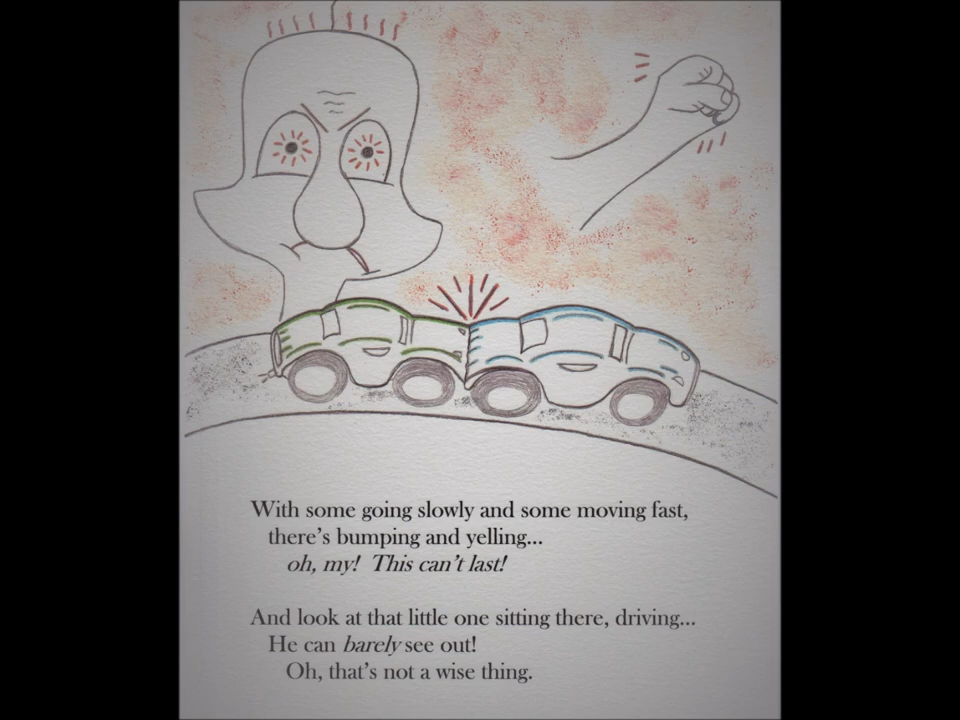 With some going slowly and some moving fast,
there's bumping and yelling...
oh, my! This can't last!
And look at that little one sitting there, driving...
He can barely see out!
Oh, that's not a wise thing.